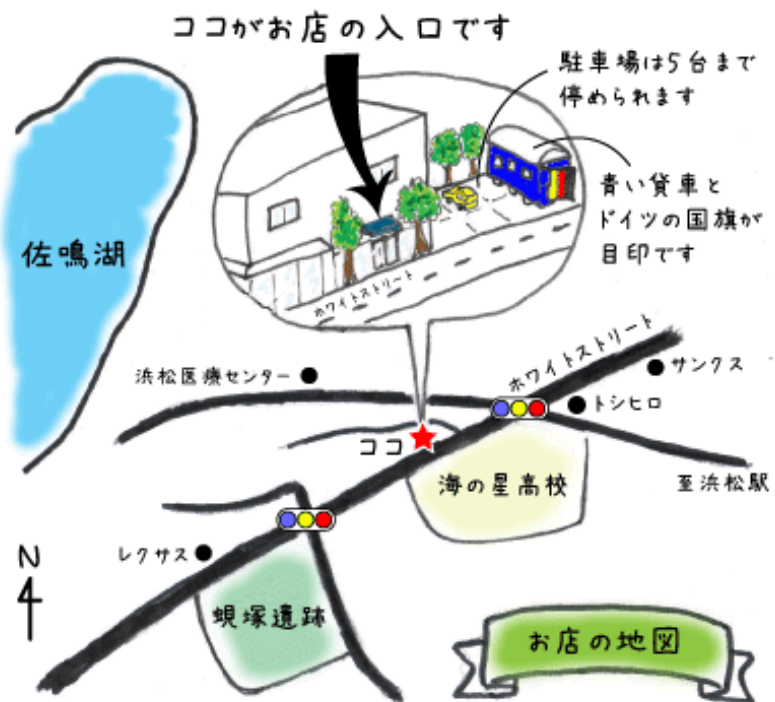 ココがお店の入口です
駐車場は5台まで
停められます
青い貨車と
ドイツの国旗が
目印です
佐鳴湖
ホワイトストリート
ホワイトストリート
浜松医療センター
サンクス
トシヒロ
ココ
海の星高校
至浜松駅
N
レクサス
蜆塚遺跡
お店の地図